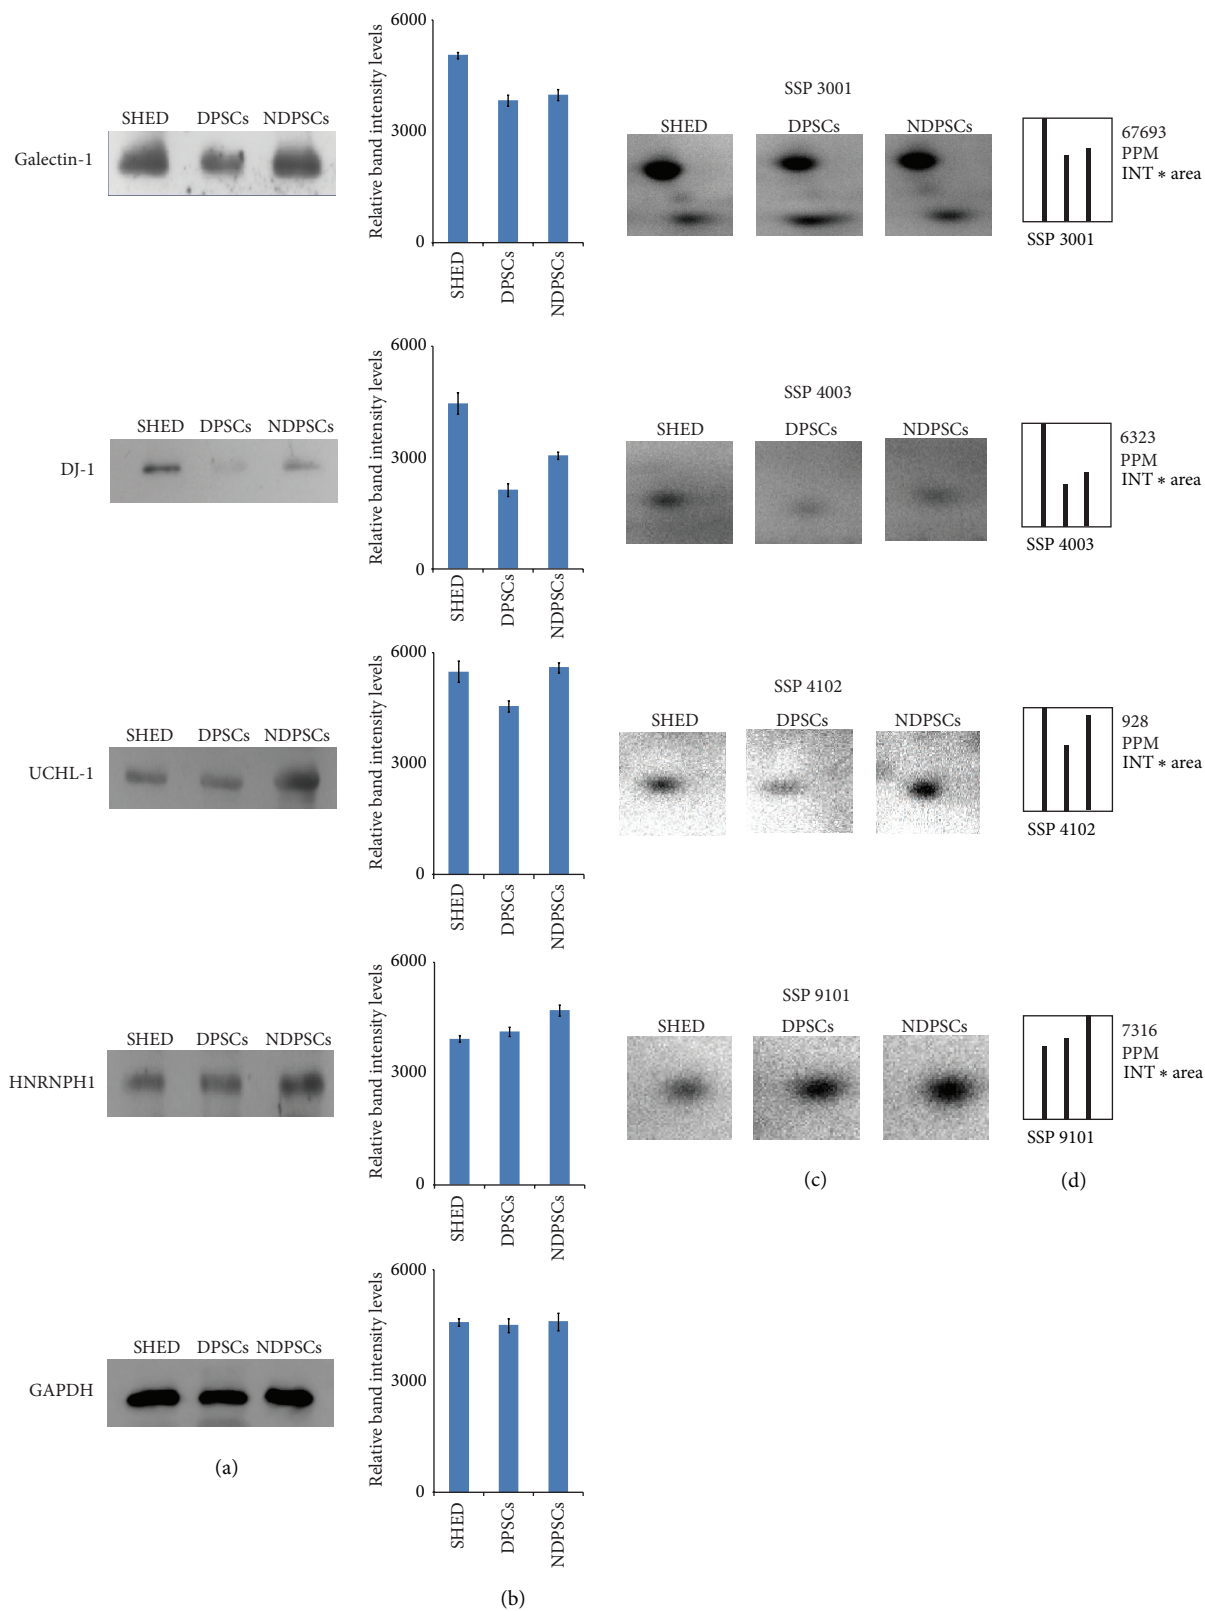 Galectin-1
SHED DPSCs NDPSCs
Relative band intensity levels
6000
3000
0
SHED
DPSCs
NDPSCs
SSP 3001
SHED DPSCs NDPSCs
67693
PPM
INT ∗ area
SSP 3001
DJ-1
SHED DPSCs NDPSCs
Relative band intensity levels
6000
3000
0
SHED
DPSCs
NDPSCs
SSP 4003
SHED DPSCs NDPSCs
6323
PPM
INT ∗ area
SSP 4003
UCHL-1
SHED DPSCs NDPSCs
Relative band intensity levels
6000
3000
0
SHED
DPSCs
NDPSCs
SSP 4102
SHED DPSCs NDPSCs
928
PPM
INT ∗ area
SSP 4102
HNRNPH1
SHED DPSCs NDPSCs
Relative band intensity levels
6000
3000
0
SHED
DPSCs
NDPSCs
SSP 9101
SHED DPSCs NDPSCs
7316
PPM
INT ∗ area
SSP 9101
(c)
(d)
GAPDH
SHED DPSCs NDPSCs
(a)
Relative band intensity levels
6000
3000
0
SHED
DPSCs
NDPSCs
(b)